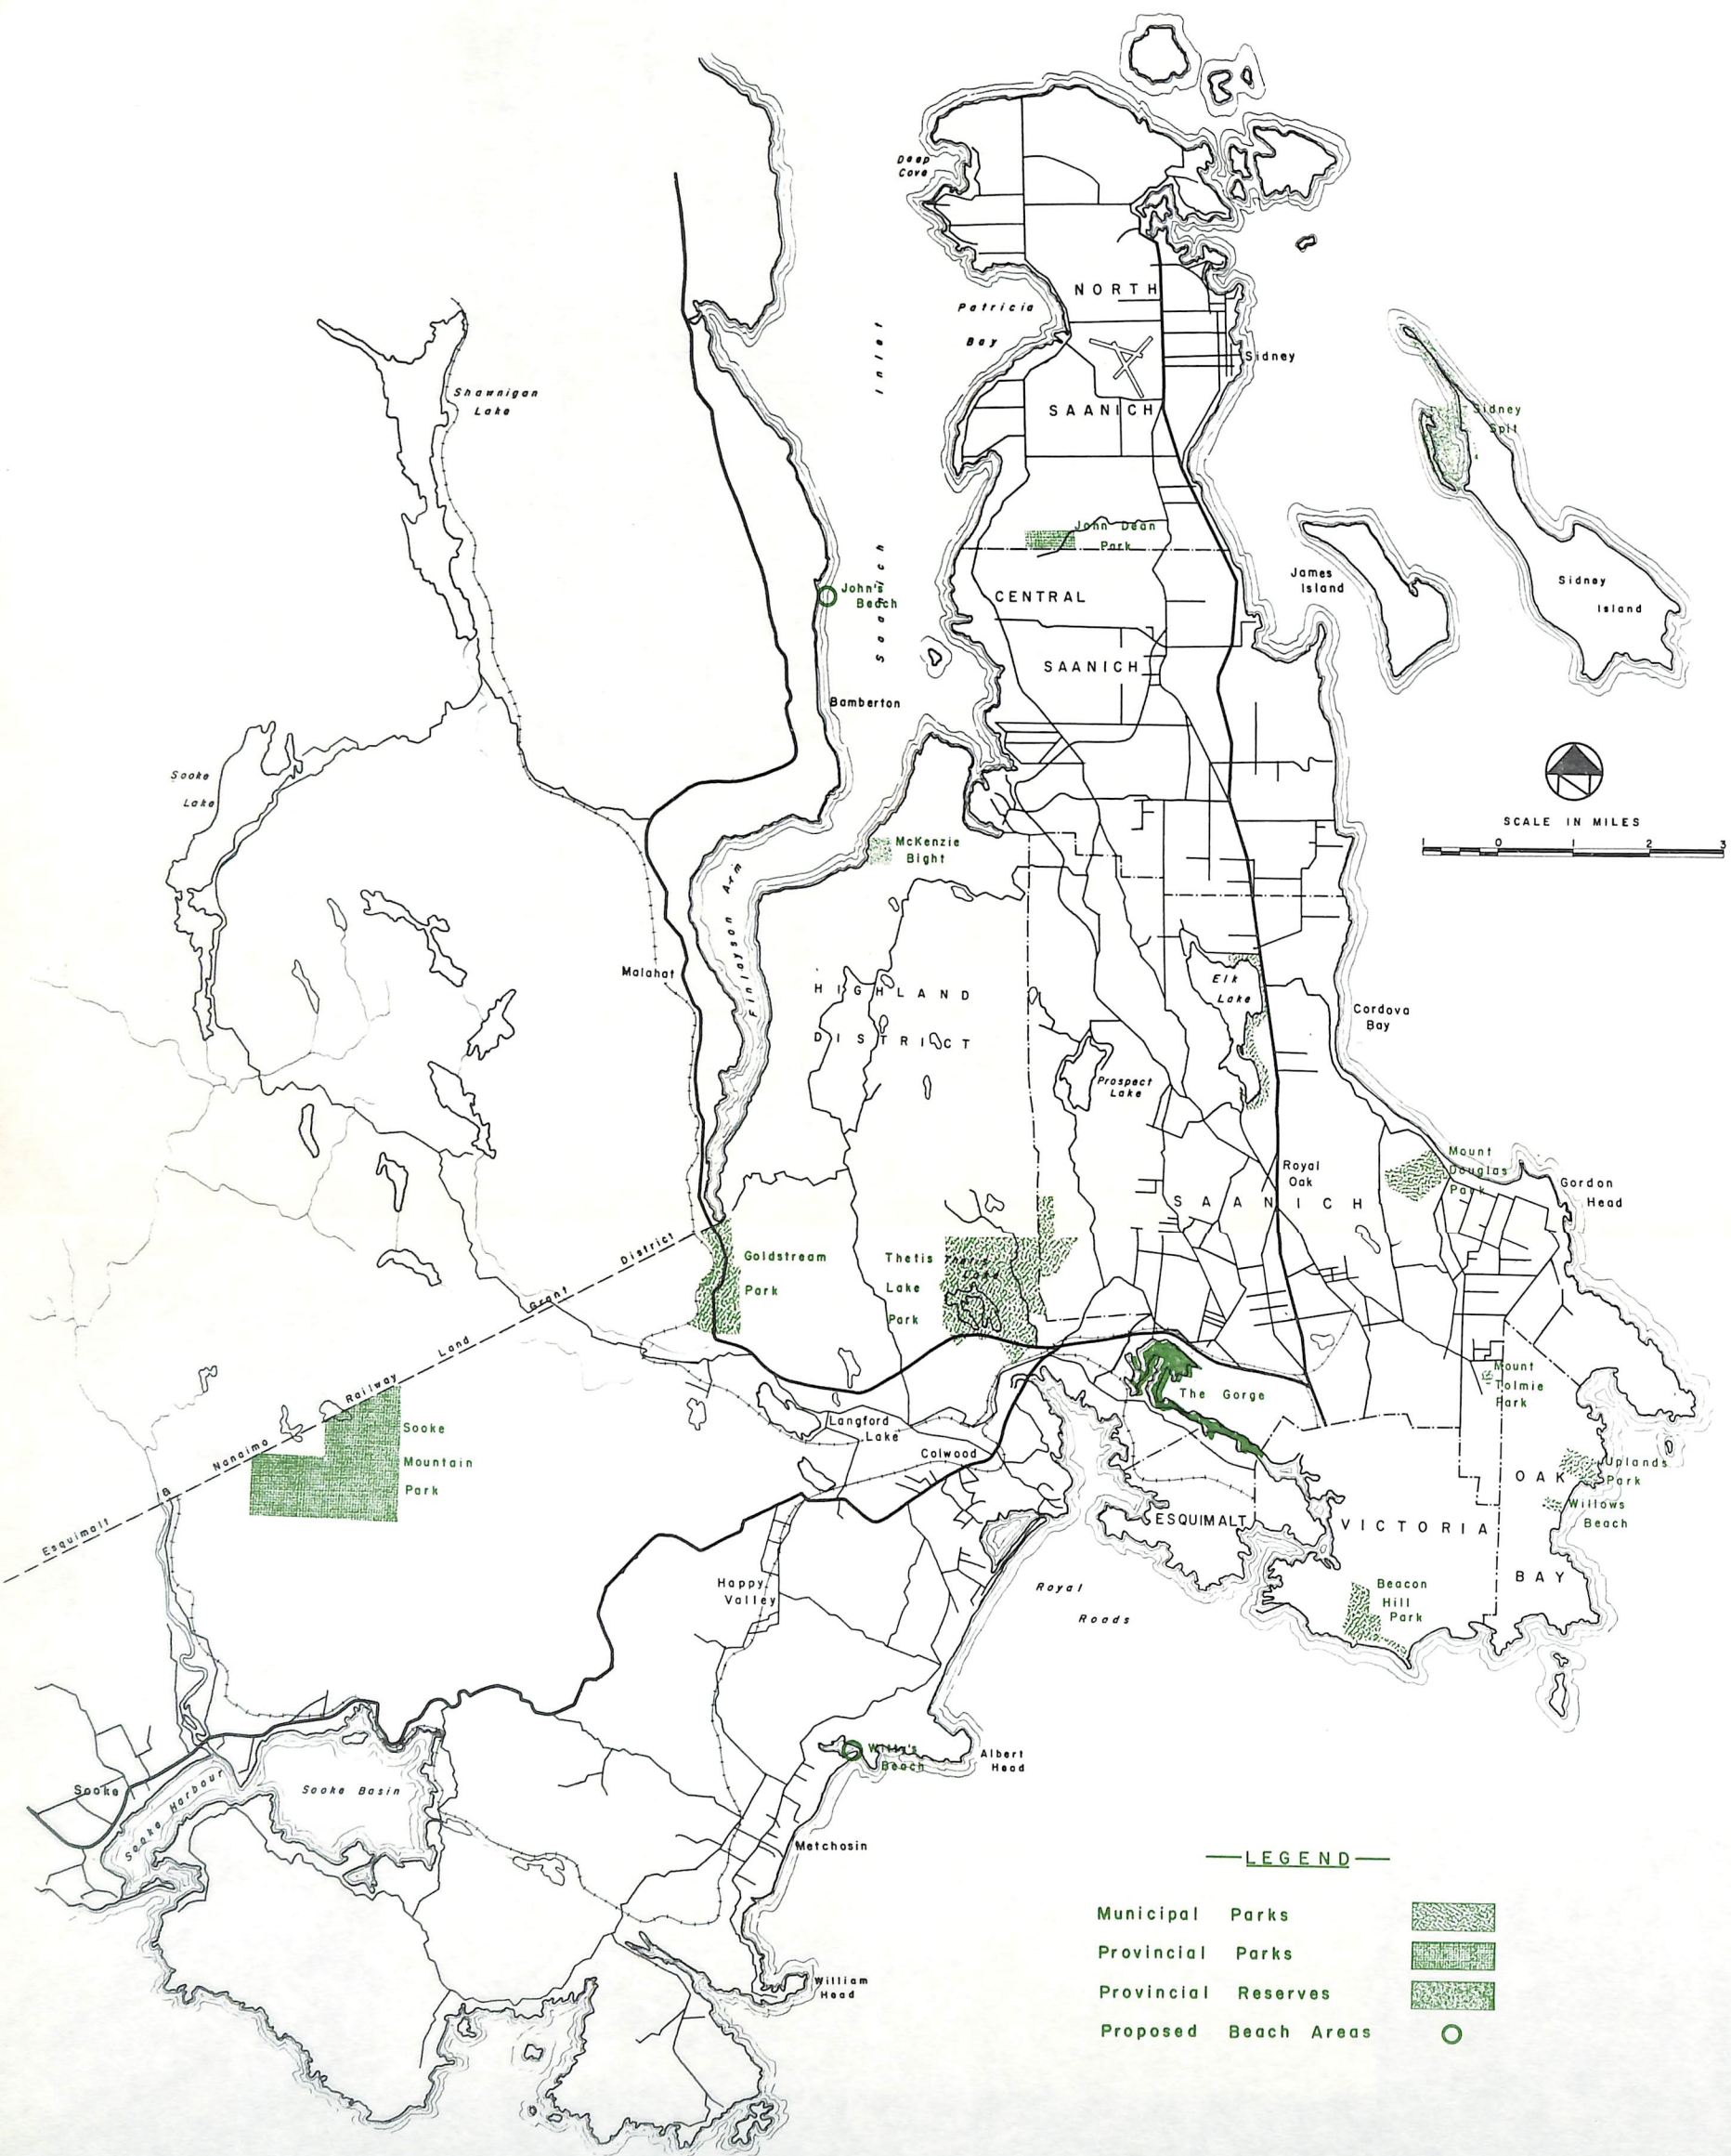 Deep
Cove
NORTH
Patricia
Bay
Sidney
SAANICH
Shawnigan
Lake
Inlet
Saanich
Sidney
Spit
John Dean
Park
James
Island
Sidney
Island
John's
Beach
CENTRAL
SAANICH
Bamberton
Sooke
Lake
SCALE IN MILES
1 0 1 2 3
McKenzie
Bight
Finlayson Arm
Malahat
HIGHLAND
DISTRICT
Elk
Lake
Cordova
Bay
Prospect
Lake
Royal
Oak
Mount
Douglas
Park
Gordon
Head
SAANICH
Goldstream
Park
Thetis
Lake
Park
Thetis
Lake
Esquimalt & Nanaimo Railway Land Grant District
Sooke
Mountain
Park
Mount
Tolmie
Park
The Gorge
Langford
Lake
Colwood
Uplands
Park
Willows
Beach
OAK
BAY
ESQUIMALT
VICTORIA
Beacon
Hill
Park
Happy
Valley
Royal
Roads
Witty's
Beach
Albert
Head
Sooke
Sooke Harbour
Sooke Basin
Metchosin
William
Head
LEGEND
Municipal Parks
Provincial Parks
Provincial Reserves
Proposed Beach Areas